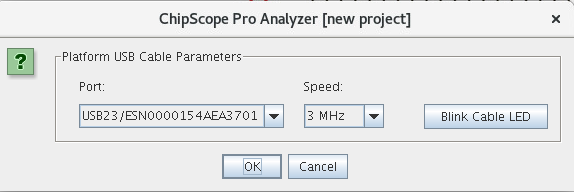 ChipScope Pro Analyzer [new project]
Platform USB Cable Parameters
Port: Speed:
USB23/ESN0000154AEA3701 3 MHz Blink Cable LED
OK Cancel